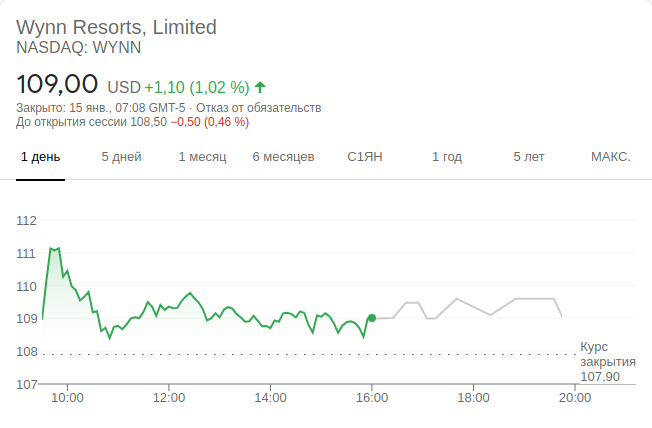 Wynn Resorts, Limited
NASDAQ: WYNN
109,00 USD +1,10 (1,02 %)
Закрыто: 15 янв., 07:08 GMT-5 · Отказ от обязательств
До открытия сессии 108,50 −0,50 (0,46 %)
1 день 5 дней 1 месяц 6 месяцев С1ЯН 1 год 5 лет МАКС.
112
111
110
109
108
107
Курс
закрытия
107,90
10:00 12:00 14:00 16:00 18:00 20:00